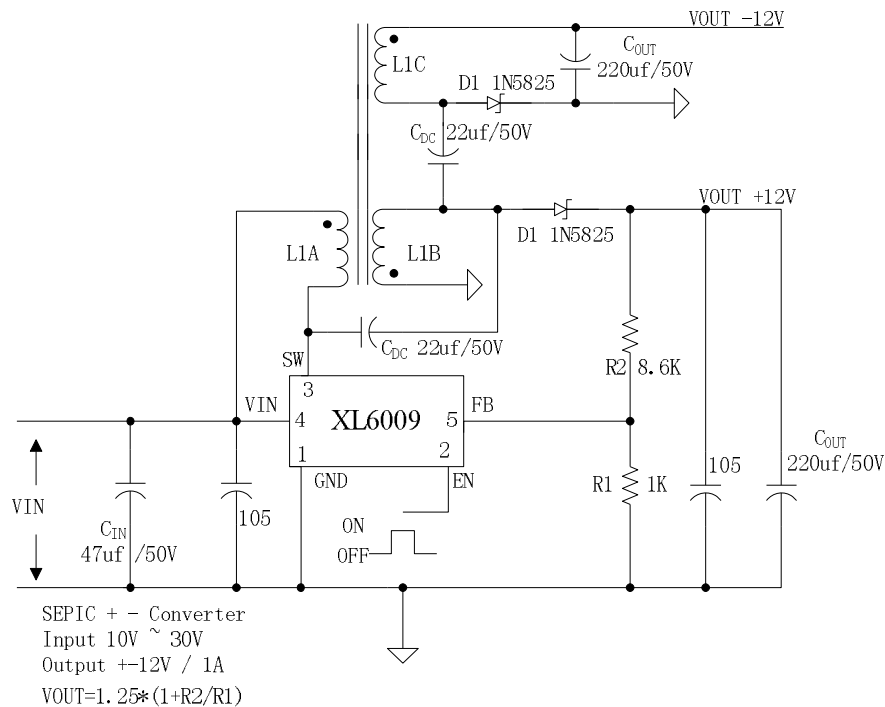 VOUT -12V
COUT
220uf/50V
L1C
D1 1N5825
CDC 22uf/50V
VOUT +12V
L1A
L1B
D1 1N5825
CDC 22uf/50V
SW
3
R2 8.6K
VIN
4
XL6009
5
FB
1
2
GND
EN
R1 1K
105
COUT
220uf/50V
VIN
CIN
47uf /50V
105
ON
OFF
SEPIC + - Converter
Input 10V ~ 30V
Output +-12V / 1A
VOUT=1.25*(1+R2/R1)